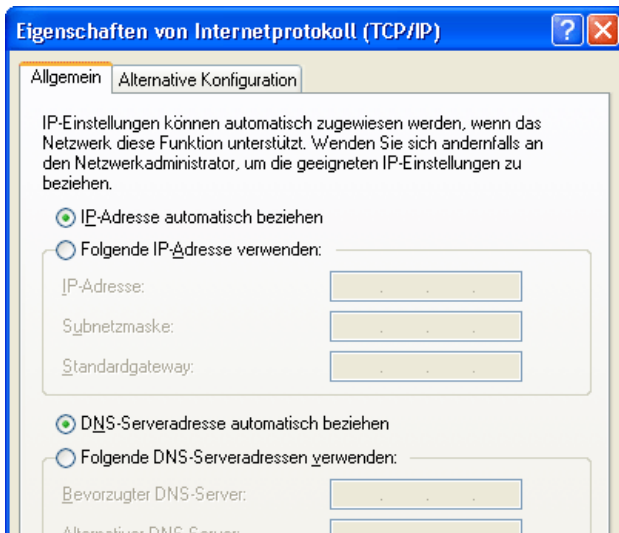 Eigenschaften von Internetprotokoll (TCP/IP)
Allgemein
Alternative Konfiguration
IP-Einstellungen können automatisch zugewiesen werden, wenn das
Netzwerk diese Funktion unterstützt. Wenden Sie sich andernfalls an
den Netzwerkadministrator, um die geeigneten IP-Einstellungen zu
beziehen.
IP-Adresse automatisch beziehen
Folgende IP-Adresse verwenden:
IP-Adresse:
Subnetzmaske:
Standardgateway:
DNS-Serveradresse automatisch beziehen
Folgende DNS-Serveradressen verwenden:
Bevorzugter DNS-Server:
Alternativer DNS-Server: